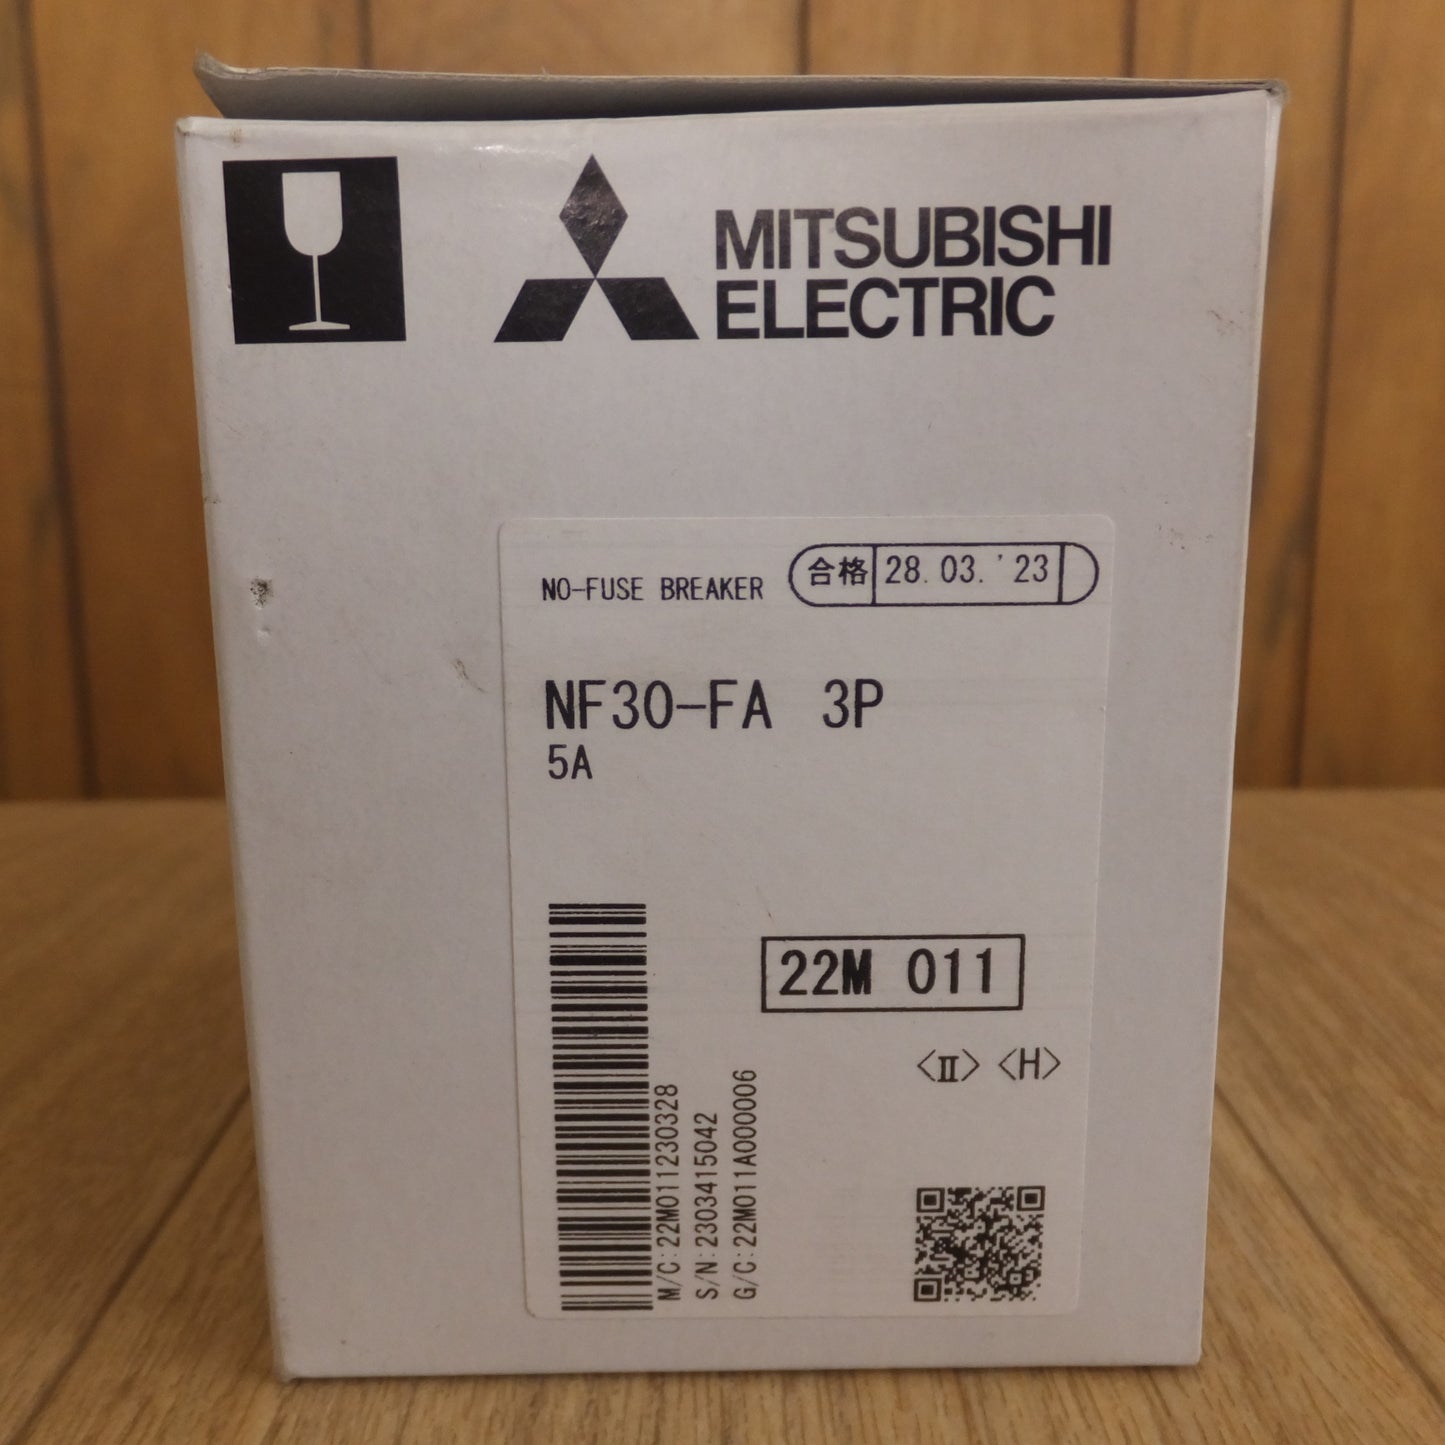 MITSUBISHI
ELECTRIC
NO-FUSE BREAKER
合格 28.03.'23
NF30-FA 3P
5A
22M 011
<Ⅱ> <H>
M/C:22M011230328
S/N:2303415042
G/C:22M011A000006